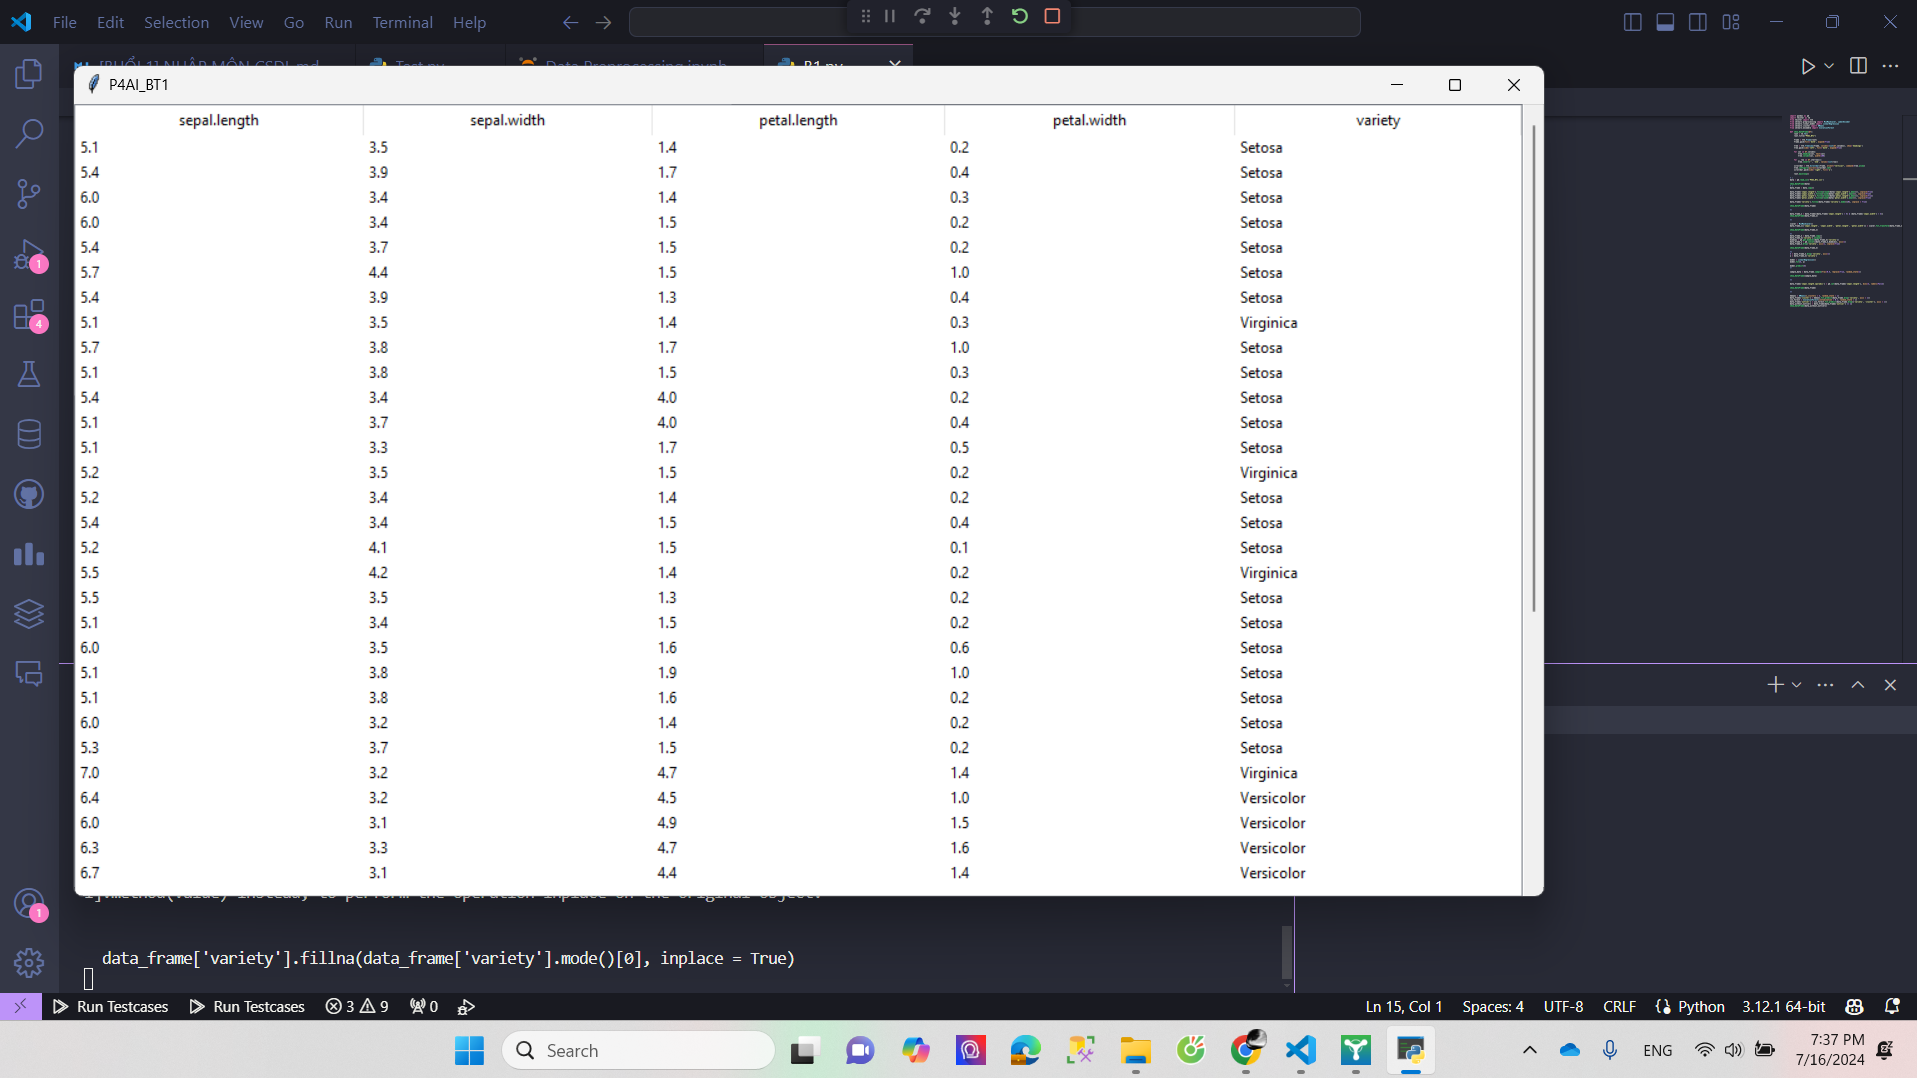 File Edit Selection View Go Run Terminal Help
P4AI_BT1
sepal.length sepal.width petal.length petal.width variety
5.1 3.5 1.4 0.2 Setosa
5.4 3.9 1.7 0.4 Setosa
6.0 3.4 1.4 0.3 Setosa
6.0 3.4 1.5 0.2 Setosa
5.4 3.7 1.5 0.2 Setosa
5.7 4.4 1.5 1.0 Setosa
5.4 3.9 1.3 0.4 Setosa
5.1 3.5 1.4 0.3 Virginica
5.7 3.8 1.7 1.0 Setosa
5.1 3.8 1.5 0.3 Setosa
5.4 3.4 4.0 0.2 Setosa
5.1 3.7 4.0 0.4 Setosa
5.1 3.3 1.7 0.5 Setosa
5.2 3.5 1.5 0.2 Virginica
5.2 3.4 1.4 0.2 Setosa
5.4 3.4 1.5 0.4 Setosa
5.2 4.1 1.5 0.1 Setosa
5.5 4.2 1.4 0.2 Virginica
5.5 3.5 1.3 0.2 Setosa
5.1 3.4 1.5 0.2 Setosa
6.0 3.5 1.6 0.6 Setosa
5.1 3.8 1.9 1.0 Setosa
5.1 3.8 1.6 0.2 Setosa
6.0 3.2 1.4 0.2 Setosa
5.3 3.7 1.5 0.2 Setosa
7.0 3.2 4.7 1.4 Virginica
6.4 3.2 4.5 1.0 Versicolor
6.0 3.1 4.9 1.5 Versicolor
6.3 3.3 4.7 1.6 Versicolor
6.7 3.1 4.4 1.4 Versicolor
1
4
1
data_frame['variety'].fillna(data_frame['variety'].mode()[0], inplace = True)
Run Testcases Run Testcases 3 9 0 Ln 15, Col 1 Spaces: 4 UTF-8 CRLF Python 3.12.1 64-bit
Search ENG 7:37 PM
7/16/2024